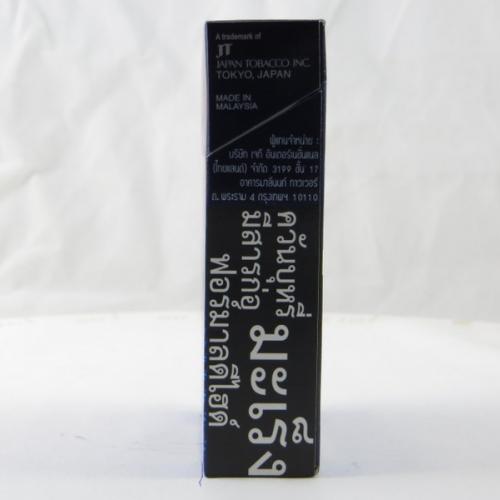 A trademark of
JT
JAPAN TOBACCO INC.
TOKYO, JAPAN
MADE IN
MALAYSIA
ผู้แทนจำหน่าย :
บริษัท เจที อินเตอร์เนชั่นแนล
(ไทยแลนด์) จำกัด 3199 ชั้น 17
อาคารมาลีนนท์ ทาวเวอร์
ถ. พระราม 4 กรุงเทพฯ 10110
ควันบุหรี่
มีสารก่อ มะเร็ง
ฟอร์มาลดีไฮด์